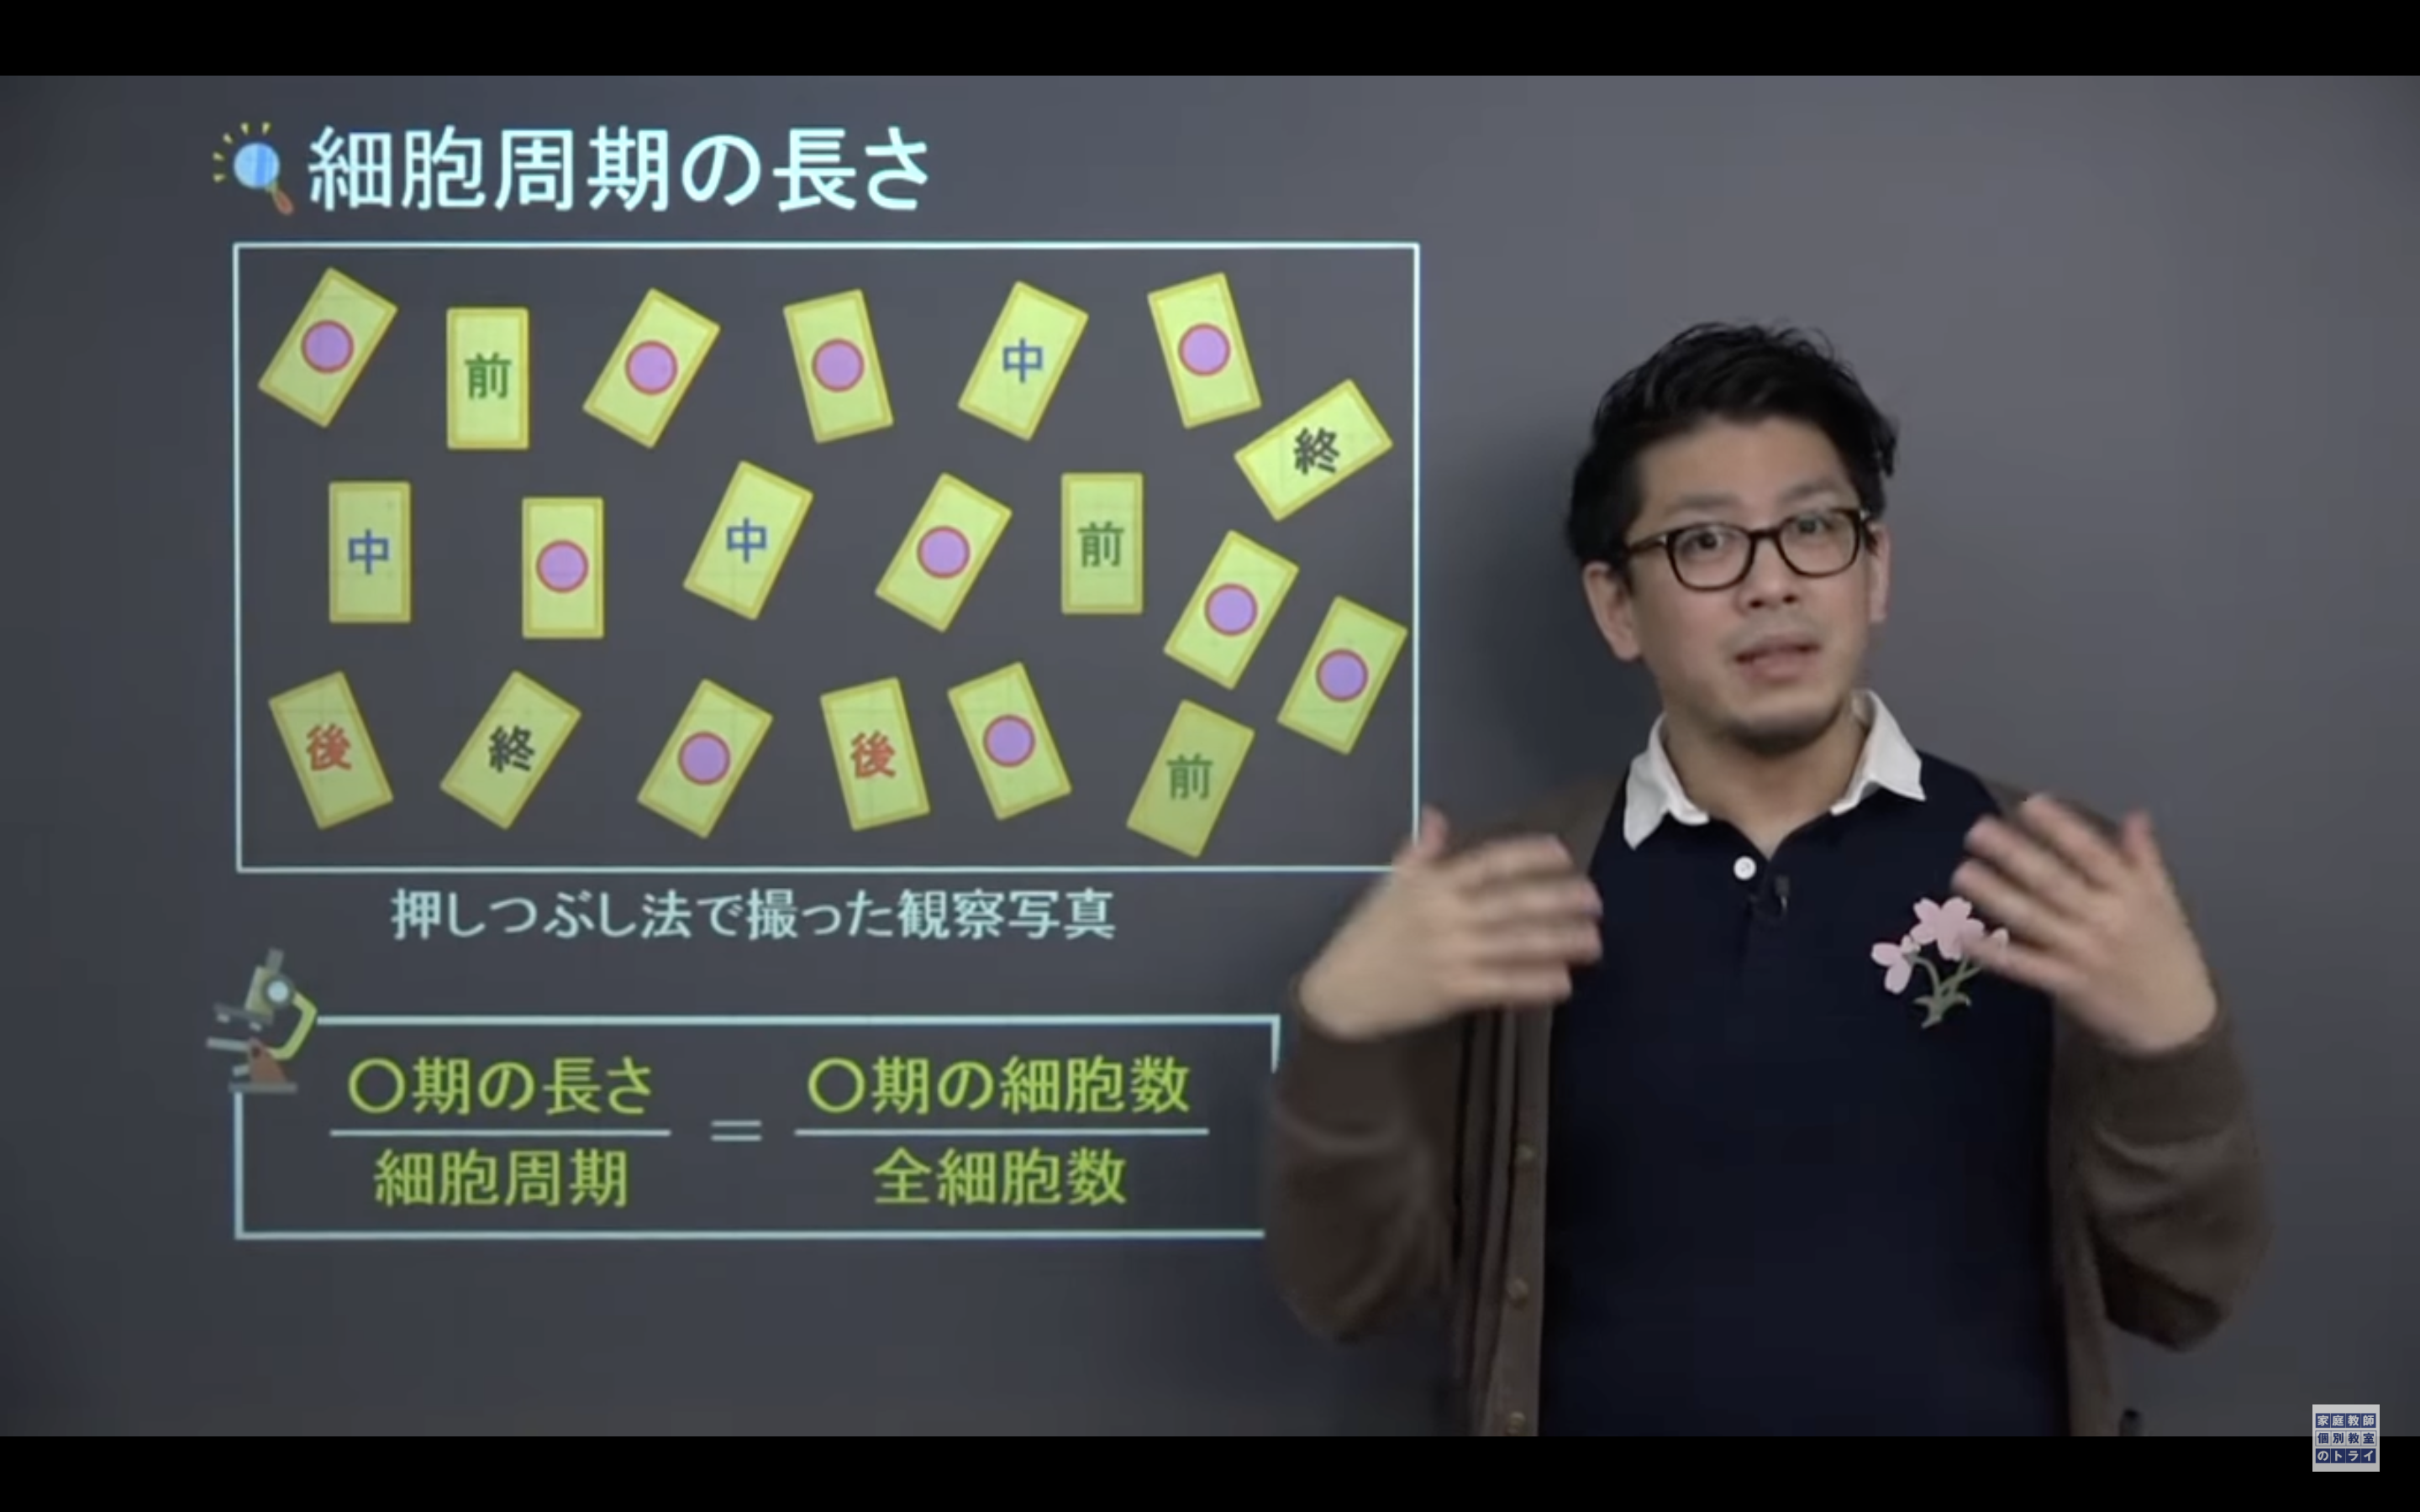 細胞周期の長さ
前 中
終
中 中 前
後 終 後 前
押しつぶし法で撮った観察写真
〇期の長さ
細胞周期
=
〇期の細胞数
全細胞数
家庭教師
個別教室
のトライ